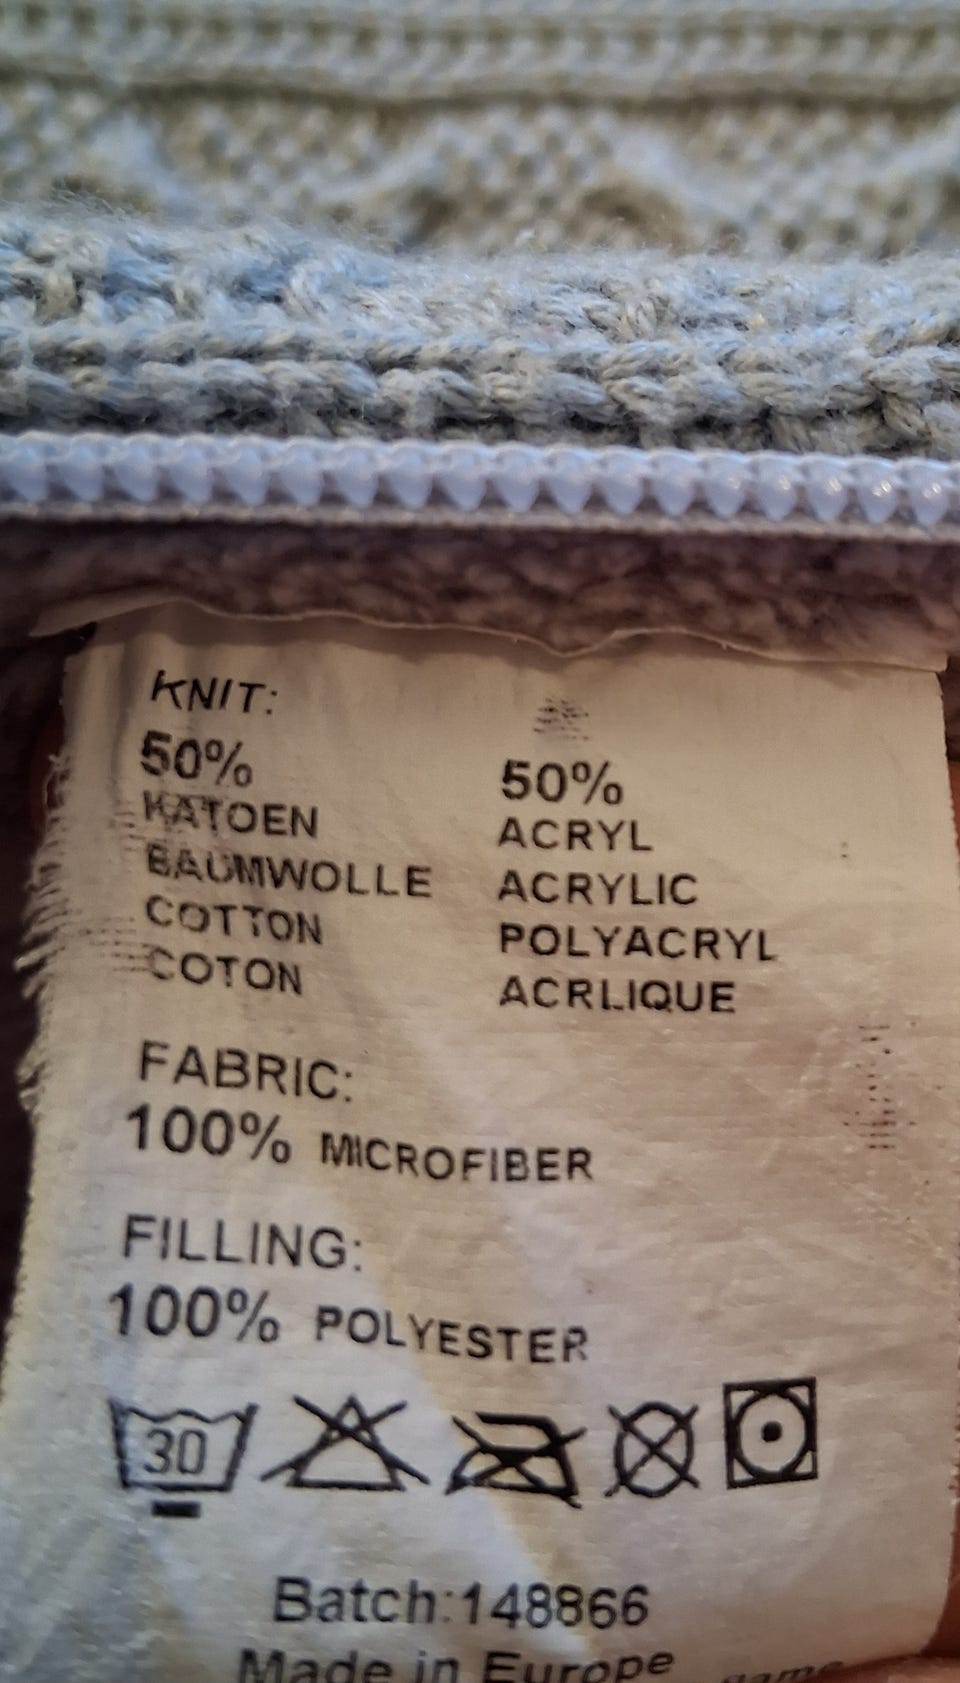 KNIT:
50%
KATOEN
BAUMWOLLE
COTTON
COTON
50%
ACRYL
ACRYLIC
POLYACRYL
ACRLIQUE
FABRIC:
100% MICROFIBER
FILLING:
100% POLYESTER
30
Batch:148866
Made in Europe